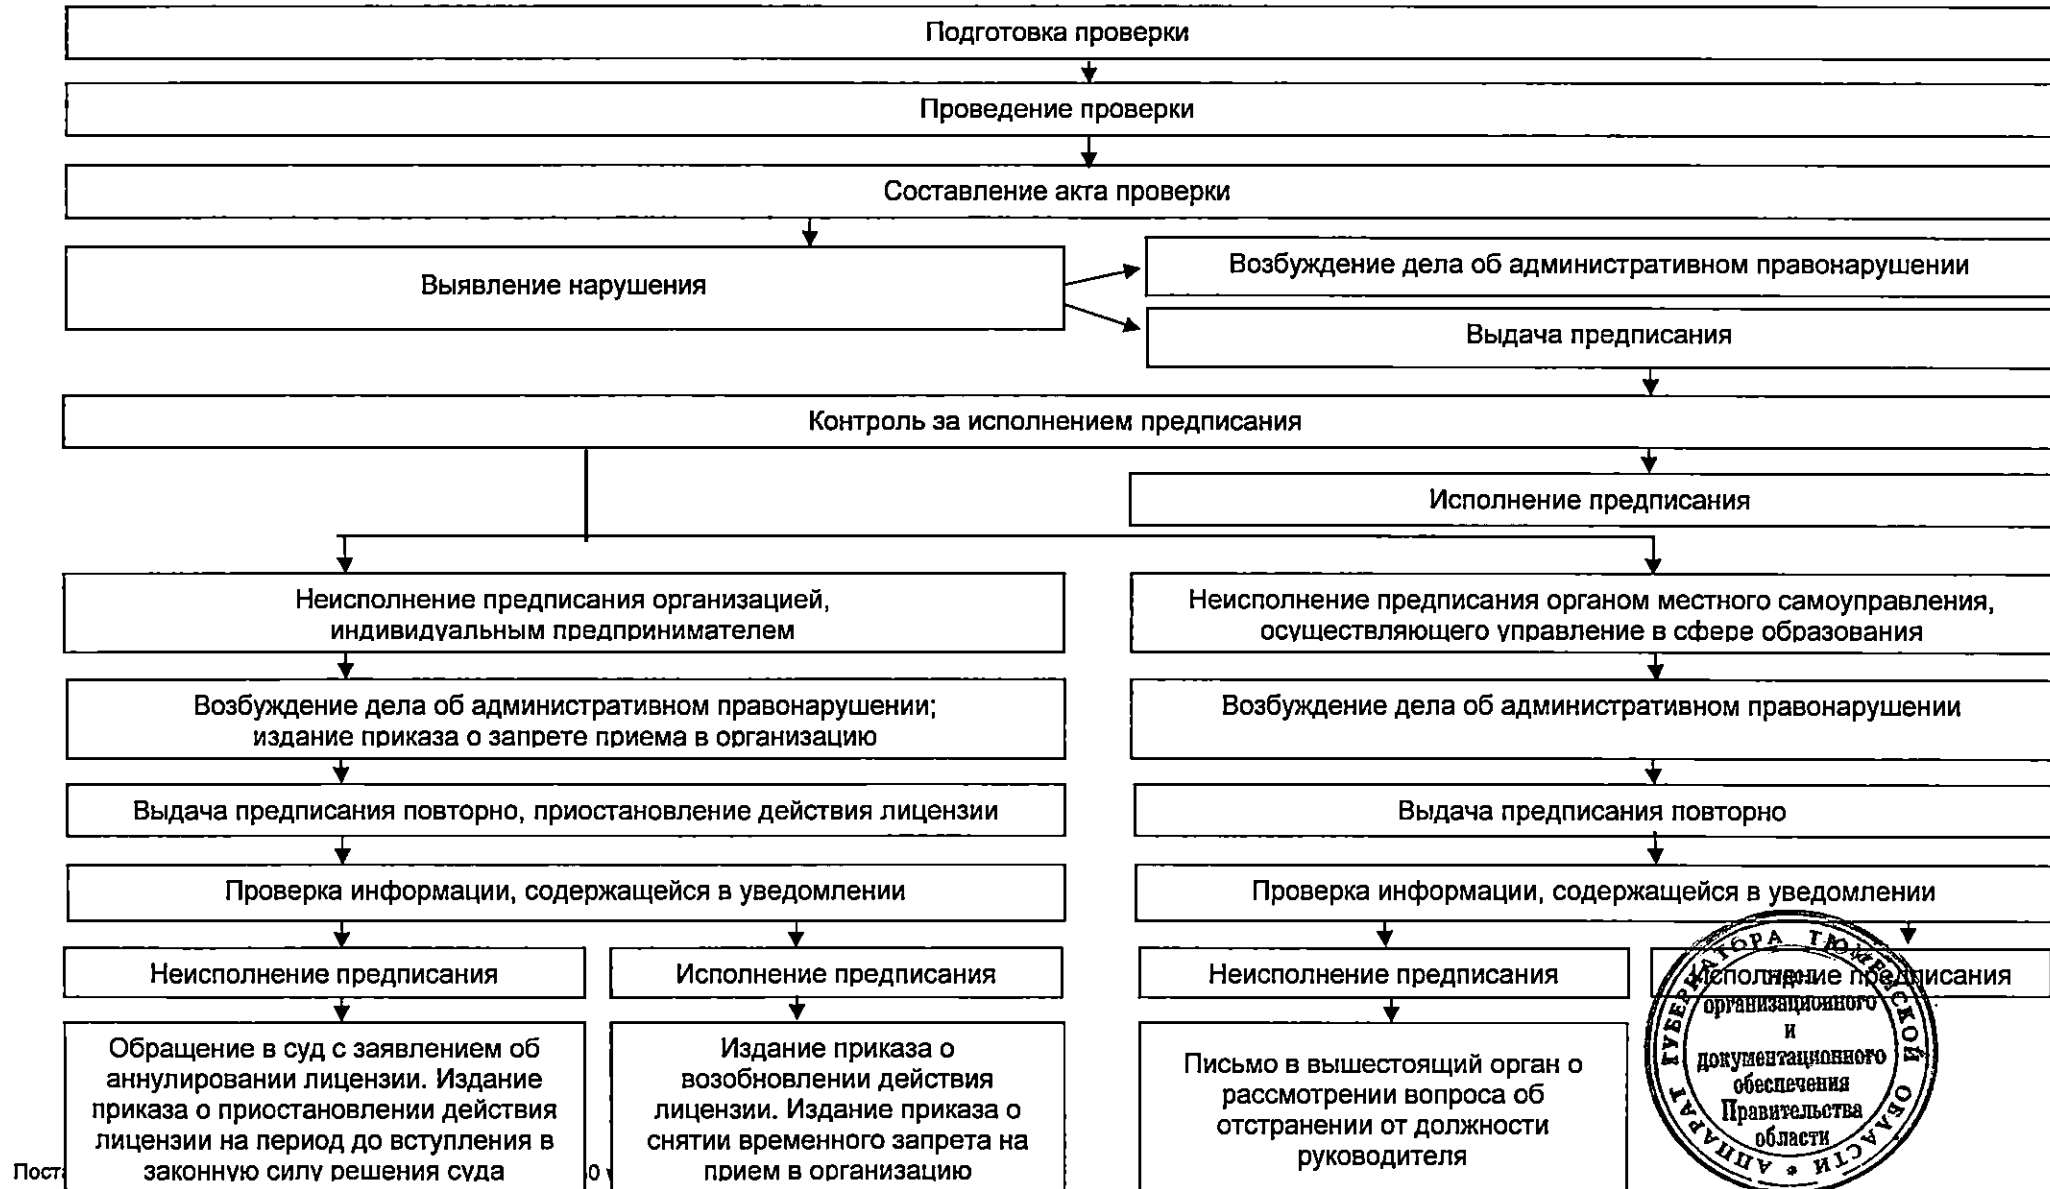 Подготовка проверки
Проведение проверки
Составление акта проверки
Выявление нарушения
Возбуждение дела об административном правонарушении
Выдача предписания
Контроль за исполнением предписания
Исполнение предписания
Неисполнение предписания организацией,
индивидуальным предпринимателем
Неисполнение предписания органом местного самоуправления,
осуществляющего управление в сфере образования
Возбуждение дела об административном правонарушении;
издание приказа о запрете приема в организацию
Возбуждение дела об административном правонарушении
Выдача предписания повторно, приостановление действия лицензии
Выдача предписания повторно
Проверка информации, содержащейся в уведомлении
Проверка информации, содержащейся в уведомлении
Неисполнение предписания
Исполнение предписания
Неисполнение предписания
Исполнение предписания
Обращение в суд с заявлением об
аннулировании лицензии. Издание
приказа о приостановлении действия
лицензии на период до вступления в
законную силу решения суда
Издание приказа о
возобновлении действия
лицензии. Издание приказа о
снятии временного запрета на
прием в организацию
Письмо в вышестоящий орган о
рассмотрении вопроса об
отстранении от должности
руководителя
АППАРАТ ГУБЕРНАТОРА ТЮМЕНСКОЙ ОБЛАСТИ
организационного
и
документационного
обеспечения
Правительства
области
Пост